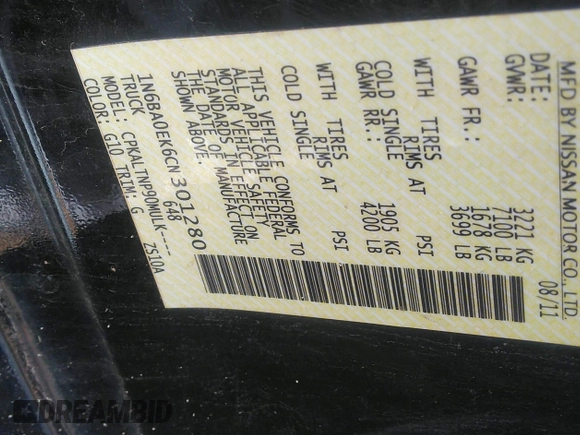 MFD BY NISSAN MOTOR CO., LTD.
DATE: 08/11
GVWR: 3221 KG
7100 LB
GAWR FR.: 1678 KG
3699 LB
WITH TIRES
RIMS AT PSI
COLD SINGLE
GAWR RR.: 1905 KG
4200 LB
WITH TIRES
RIMS AT PSI
COLD SINGLE
THIS VEHICLE CONFORMS TO
ALL APPLICABLE FEDERAL
MOTOR VEHICLE SAFETY
STANDARDS IN EFFECT ON
THE DATE OF MANUFACTURE
SHOWN ABOVE.
1N6BA0EK6CN 301280
TRUCK 648
MODEL: CPKALTNP90MULK----
COLOR: G10 TRIM: G Z510A
DREAMBID